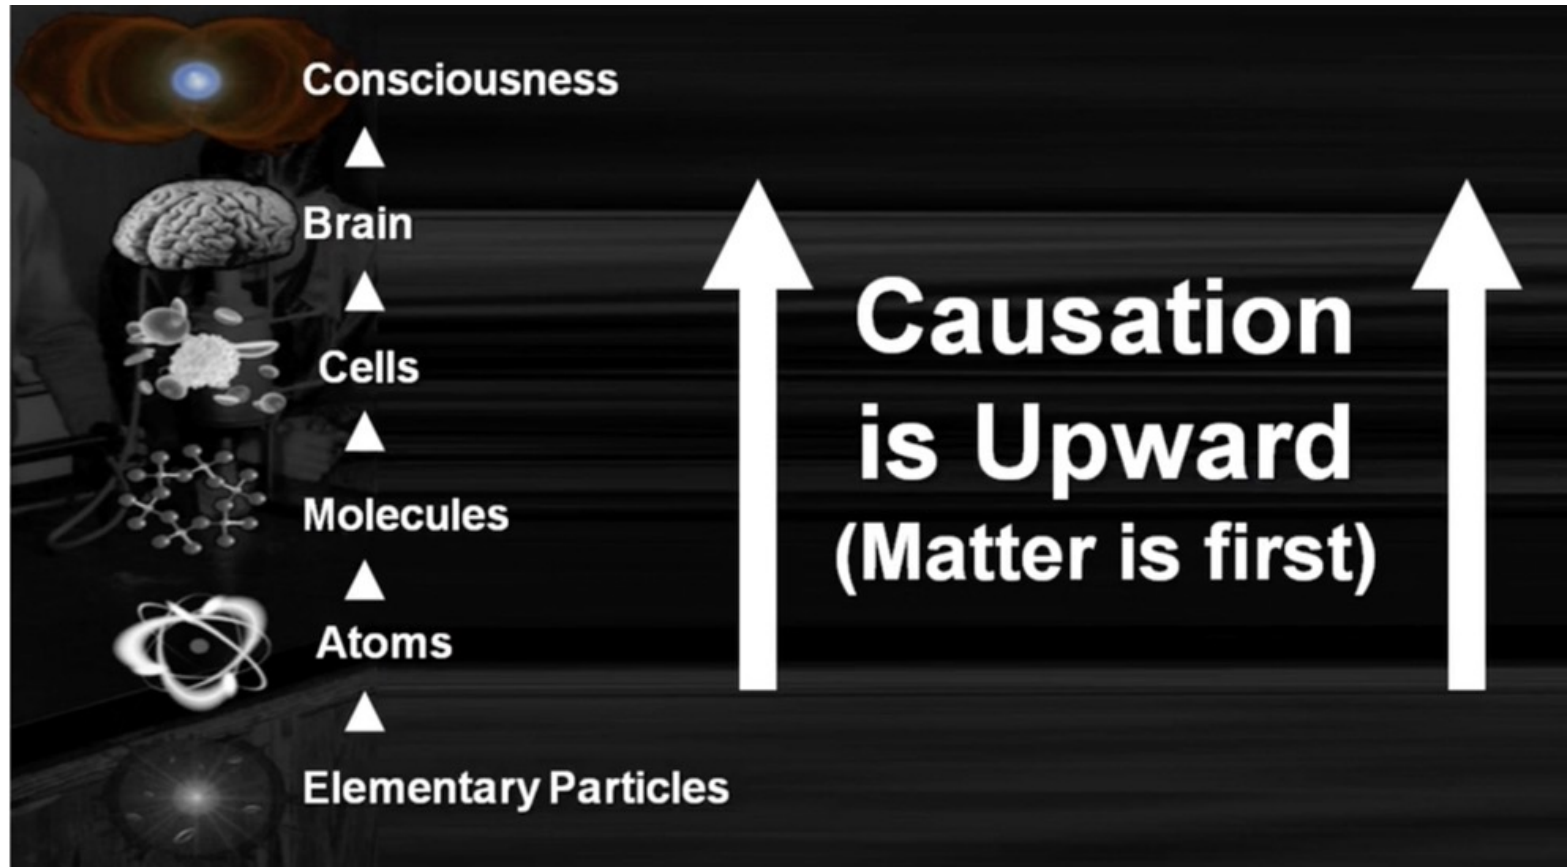 Consciousness
Brain
Cells
Molecules
Atoms
Elementary Particles
Causation
is Upward
(Matter is first)